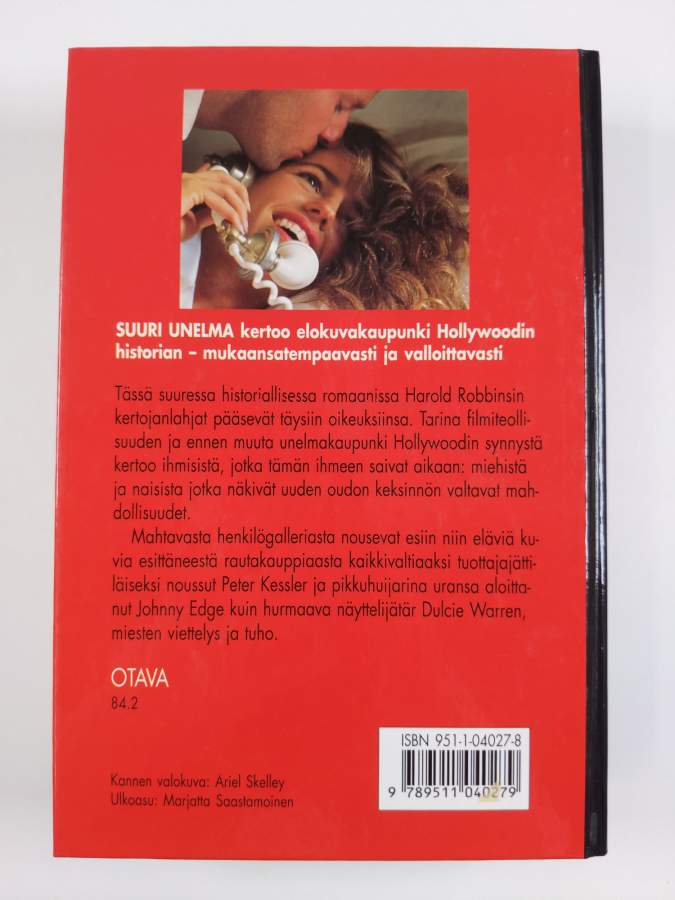 SUURI UNELMA kertoo elokuvakaupunki Hollywoodin
historian – mukaansatempaavasti ja valloittavasti
Tässä suuressa historiallisessa romaanissa Harold Robbinsin
kertojanlahjat pääsevät täysiin oikeuksiinsa. Tarina filmiteolli-
suuden ja ennen muuta unelmakaupunki Hollywoodin synnystä
kertoo ihmisistä, jotka tämän ihmeen saivat aikaan: miehistä
ja naisista jotka näkivät uuden oudon keksinnön valtavat mah-
dollisuudet.
Mahtavasta henkilögalleriasta nousevat esiin niin eläviä ku-
via esittäneestä rautakauppiaasta kaikkivaltiaaksi tuottajajätti-
läiseksi noussut Peter Kessler ja pikkuhuijarina uransa aloitta-
nut Johnny Edge kuin hurmaava näyttelijätär Dulcie Warren,
miesten viettelys ja tuho.
OTAVA
84.2
ISBN 951-1-04027-8
9 789511 040279
Kannen valokuva: Ariel Skelley
Ulkoasu: Marjatta Saastamoinen